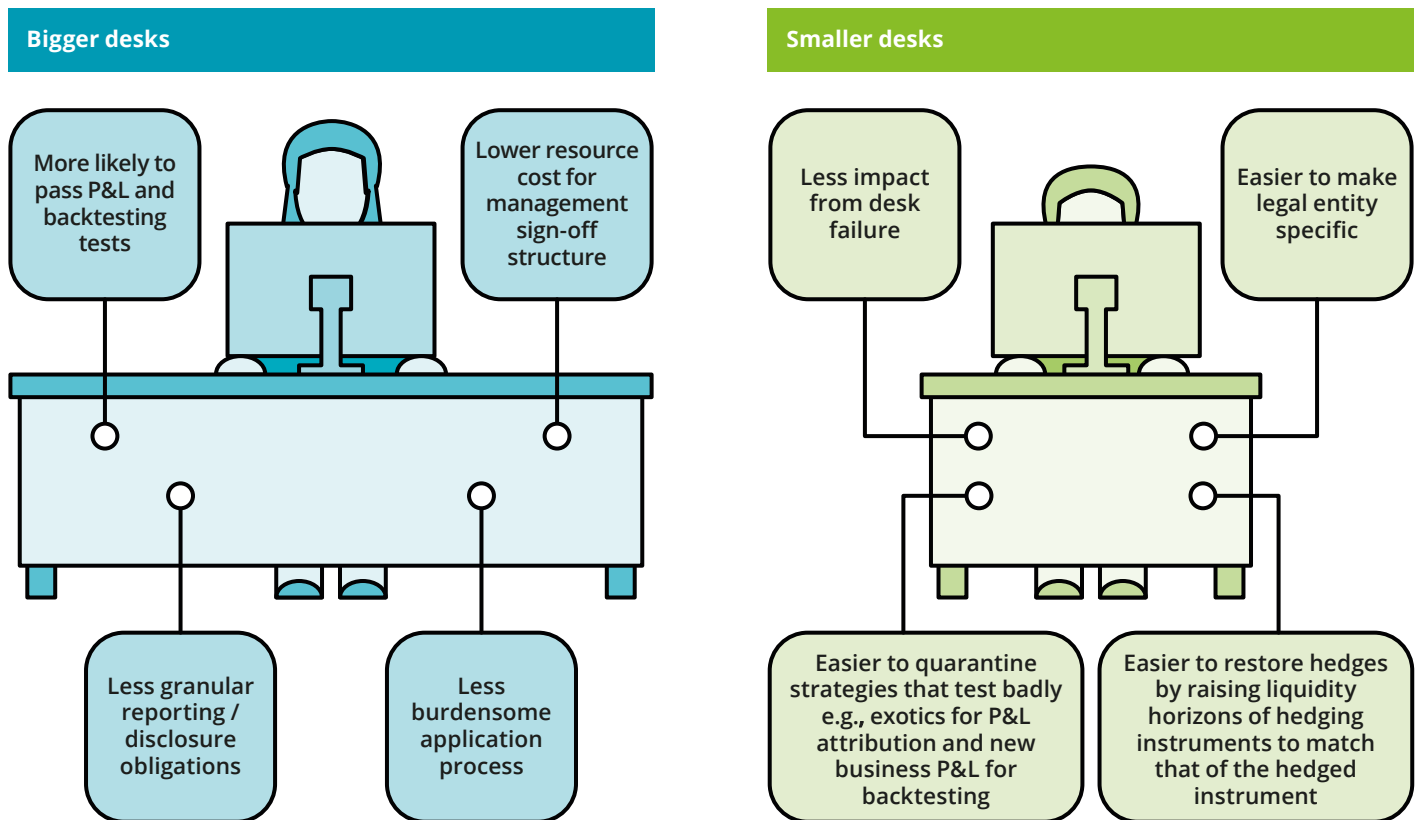 Bigger desks
More likely to
pass P&L and
backtesting
tests
Lower resource
cost for
management
sign-off
structure
Less granular
reporting /
disclosure
obligations
Less
burdensome
application
process
Smaller desks
Less impact
from desk
failure
Easier to make
legal entity
specific
Easier to quarantine
strategies that test badly
e.g., exotics for P&L
attribution and new
business P&L for
backtesting
Easier to restore hedges
by raising liquidity
horizons of hedging
instruments to match
that of the hedged
instrument